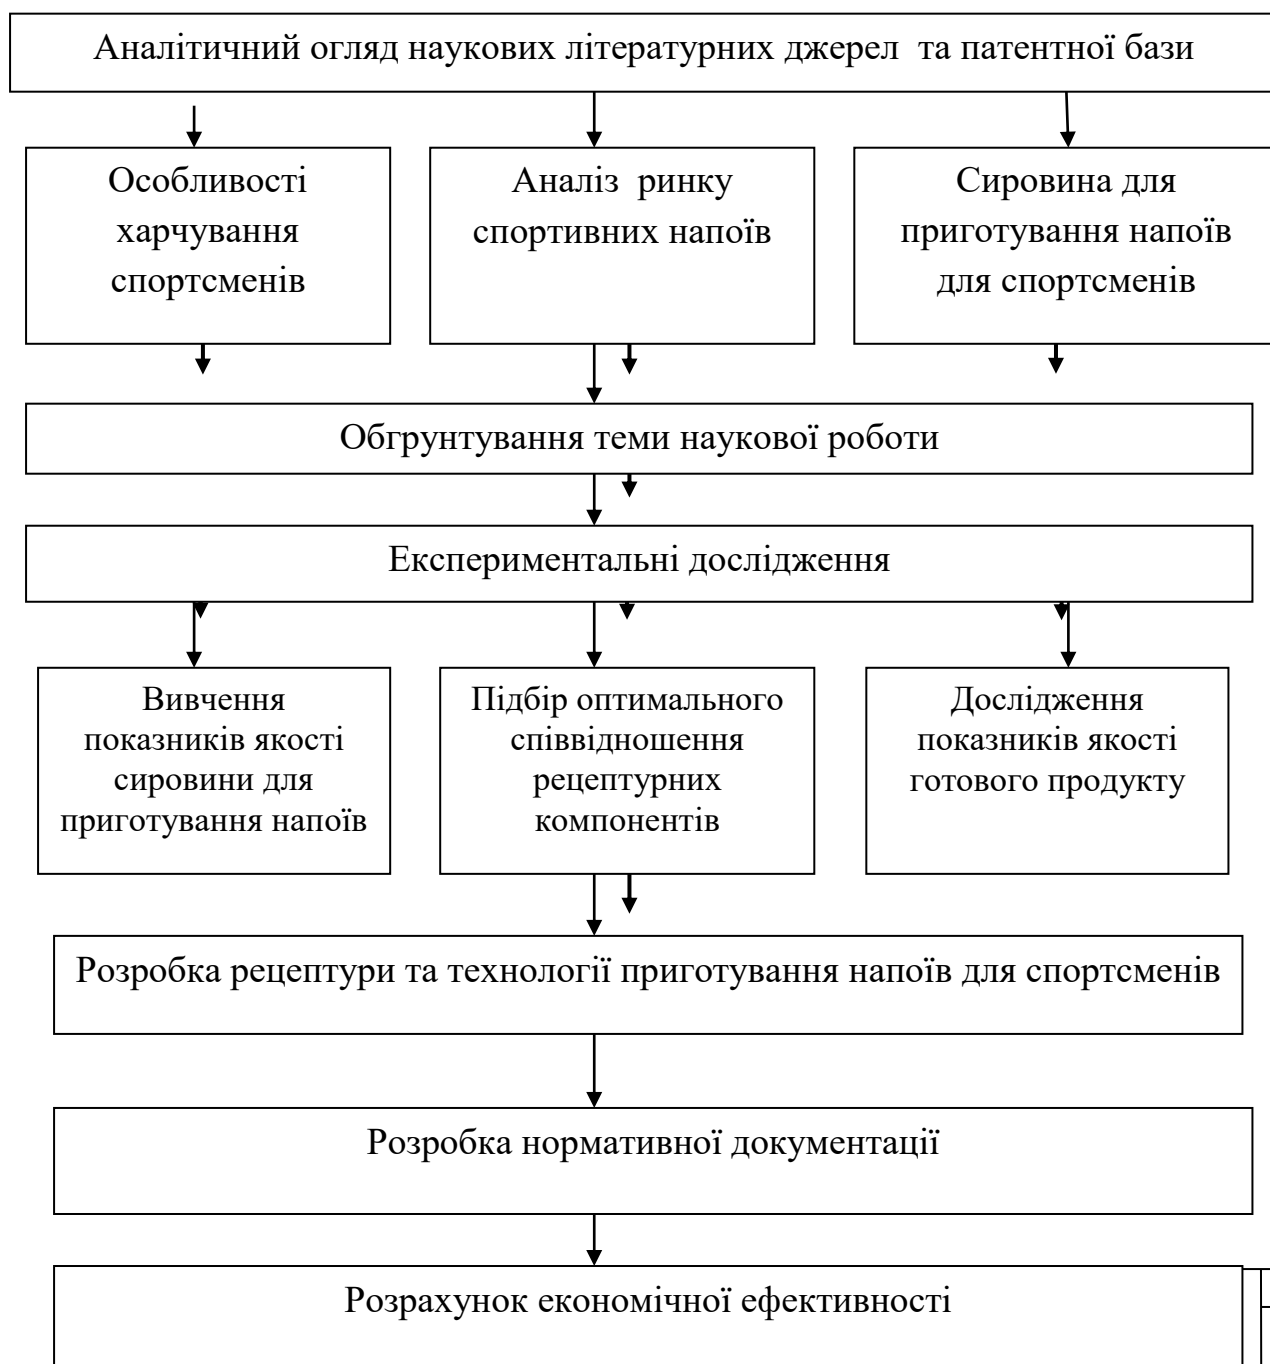 Аналітичний огляд наукових літературних джерел та патентної бази
Особливості
харчування
спортсменів
Аналіз ринку
спортивних напоїв
Сировина для
приготування напоїв
для спортсменів
Обгрунтування теми наукової роботи
Експериментальні дослідження
Вивчення
показників якості
сировини для
приготування напоїв
Підбір оптимального
співвідношення
рецептурних
компонентів
Дослідження
показників якості
готового продукту
Розробка рецептури та технології приготування напоїв для спортсменів
Розробка нормативної документації
Розрахунок економічної ефективності